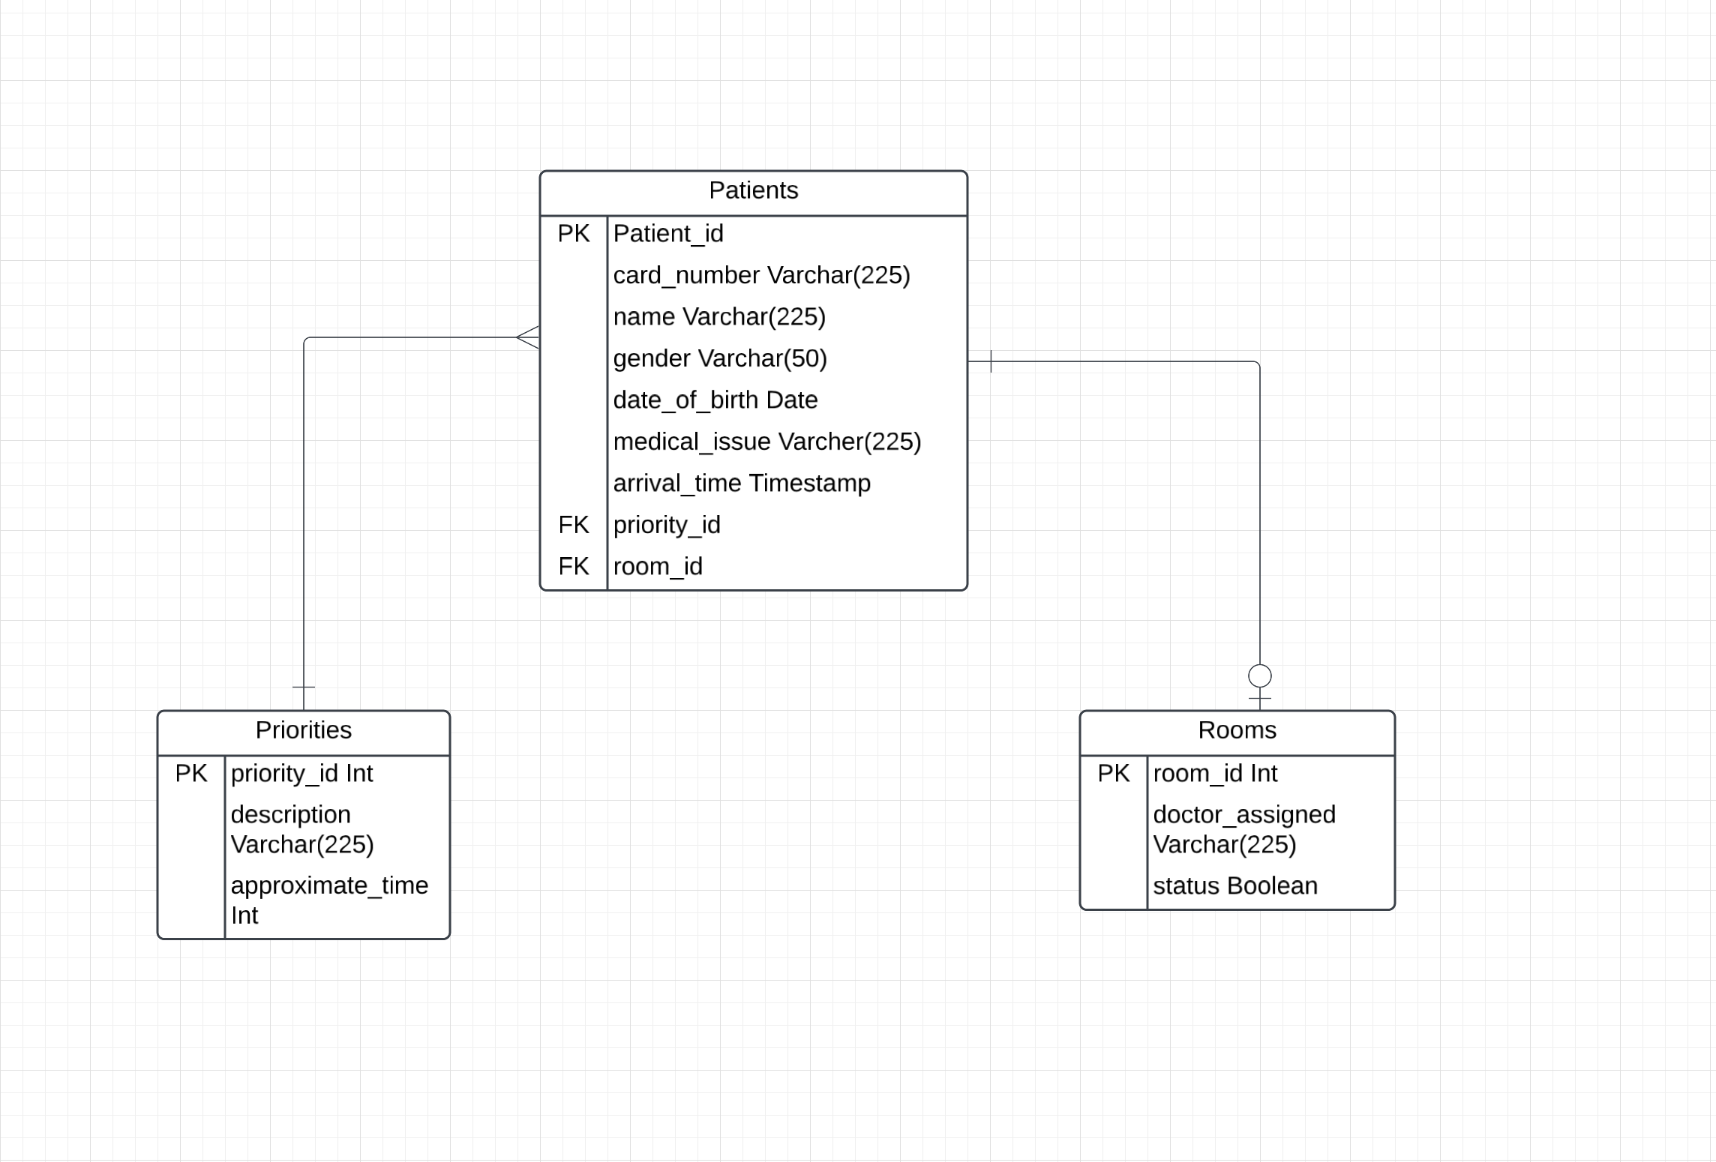 Patients
PK Patient_id
card_number Varchar(225)
name Varchar(225)
gender Varchar(50)
date_of_birth Date
medical_issue Varcher(225)
arrival_time Timestamp
FK priority_id
FK room_id
Priorities
PK priority_id Int
description
Varchar(225)
approximate_time
Int
Rooms
PK room_id Int
doctor_assigned
Varchar(225)
status Boolean